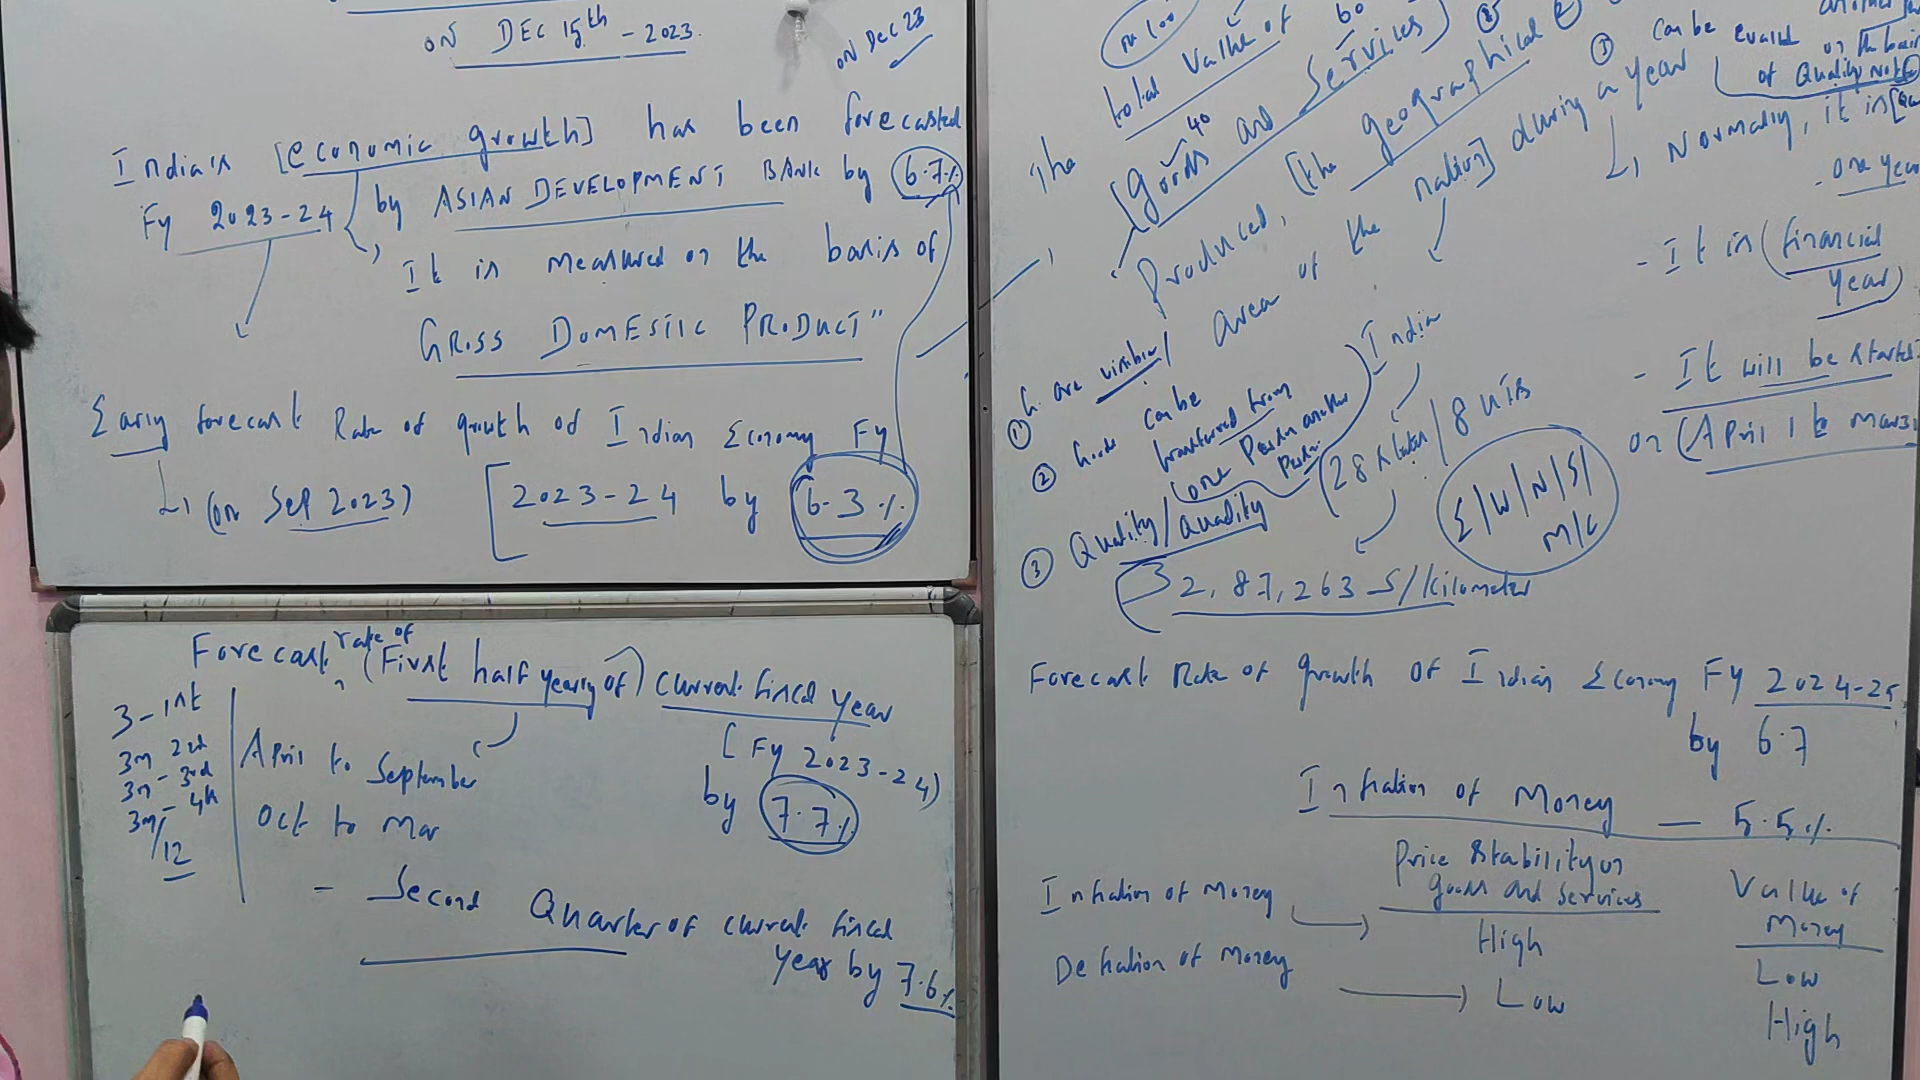 ON DEC 15th - 2023.
ON DEC 23
India's [economic growth] has been forecasted
Fy 2023-24 by ASIAN DEVELOPMENT BANK by 6.7%
It is measured on the basis of
GROSS DOMESTIC PRODUCT"
Early forecast Rate of growth of Indian Economy Fy
(on Sep 2023) [2023-24 by 6.3%
Forecast rate of (First half yearly of) current fiscal year
[Fy 2023-24)
by 7.7%
3 - 1st
3m 2nd
3m - 3rd
3m - 4th
12
April to September
Oct to Mar
- Second Quarter of current fiscal
year by 7.6%
The total value of 60
[Goods 40 and Services]
Produced, [the geographical
area of the nation] during a year
India
① G. are visible
② Goods can be
transferred from
one Person another
Person
③ Quality/Quantity
28 states/8 UTs
E/W/N/S/
M/C
32,87,263 S/kilometer
③ can be
of Quality not
Normally, it is
- one year
- It is (financial
year)
- It will be started
on (April 1 to Mar 31
Forecast Rate of growth of Indian Economy Fy 2024-25
by 6.7
Inflation of Money — 5.5%
Price Stability on
goods and services
Value of
Money
Inflation of Money → High Low
Deflation of Money → Low High